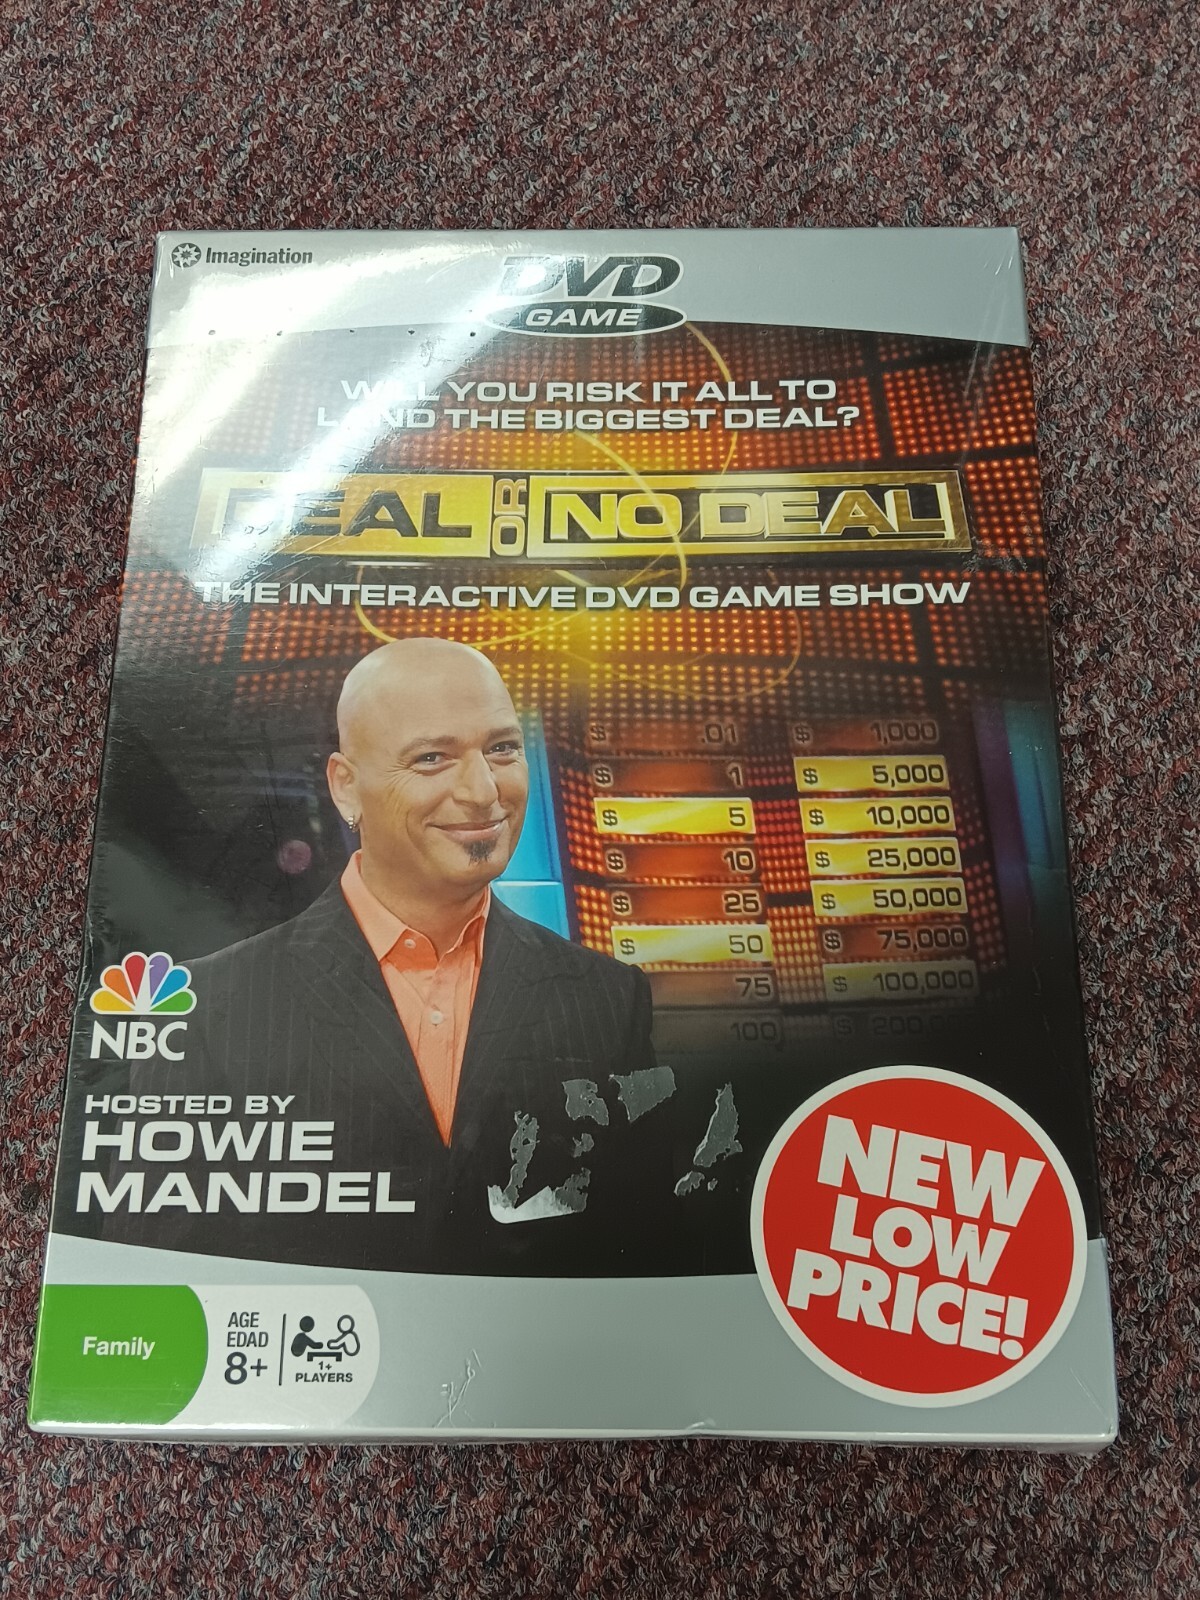 Imagination
DVD
GAME
WILL YOU RISK IT ALL TO
LAND THE BIGGEST DEAL?
DEAL OR NO DEAL
THE INTERACTIVE DVD GAME SHOW
$ .01 $ 1,000
$ 1 $ 5,000
$ 5 $ 10,000
$ 10 $ 25,000
$ 25 $ 50,000
$ 50 $ 75,000
75 $ 100,000
100 $ 200,0
NBC
HOSTED BY
HOWIE
MANDEL
NEW
LOW
PRICE!
Family
AGE
EDAD
8+
1+
PLAYERS